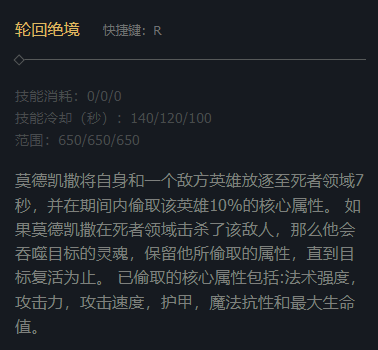 轮回绝境 快捷键：R
技能消耗：0/0/0
技能冷却（秒）：140/120/100
范围：650/650/650
莫德凯撒将自身和一个敌方英雄放逐至死者领域7
秒，并在期间内偷取该英雄10%的核心属性。 如
果莫德凯撒在死者领域击杀了该敌人，那么他会
吞噬目标的灵魂，保留他所偷取的属性，直到目
标复活为止。 已偷取的核心属性包括:法术强度，
攻击力，攻击速度，护甲，魔法抗性和最大生命
值。